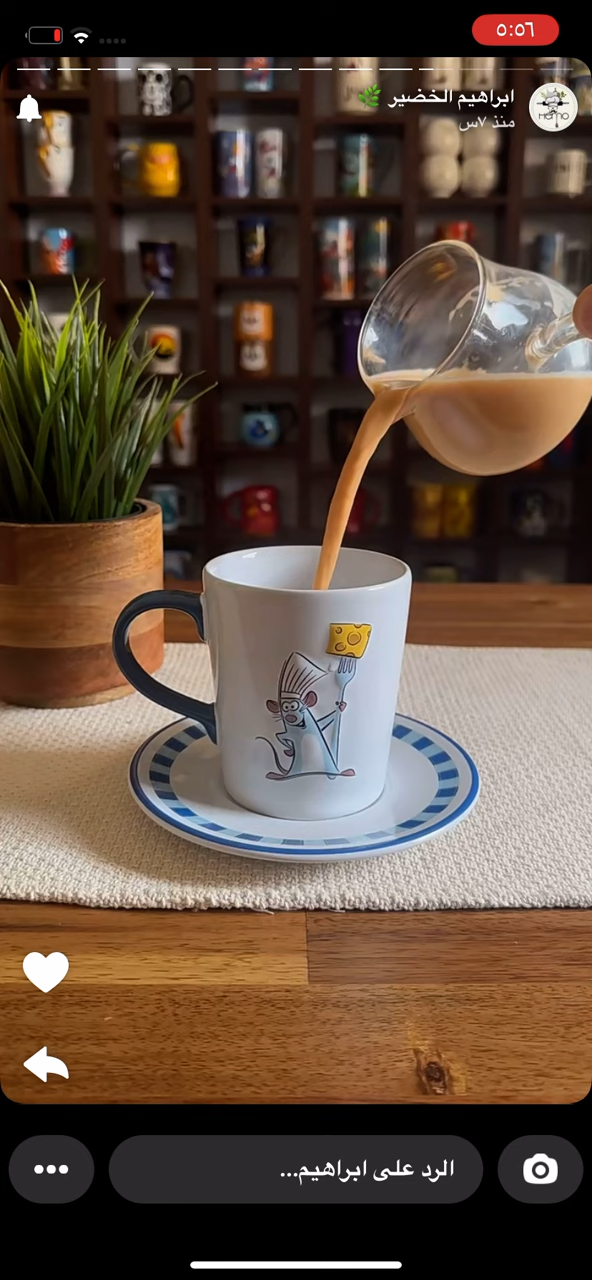 ٥:٥٦
ابراهيم الخضير 🌿
منذ ٧س
الرد على ابراهيم...